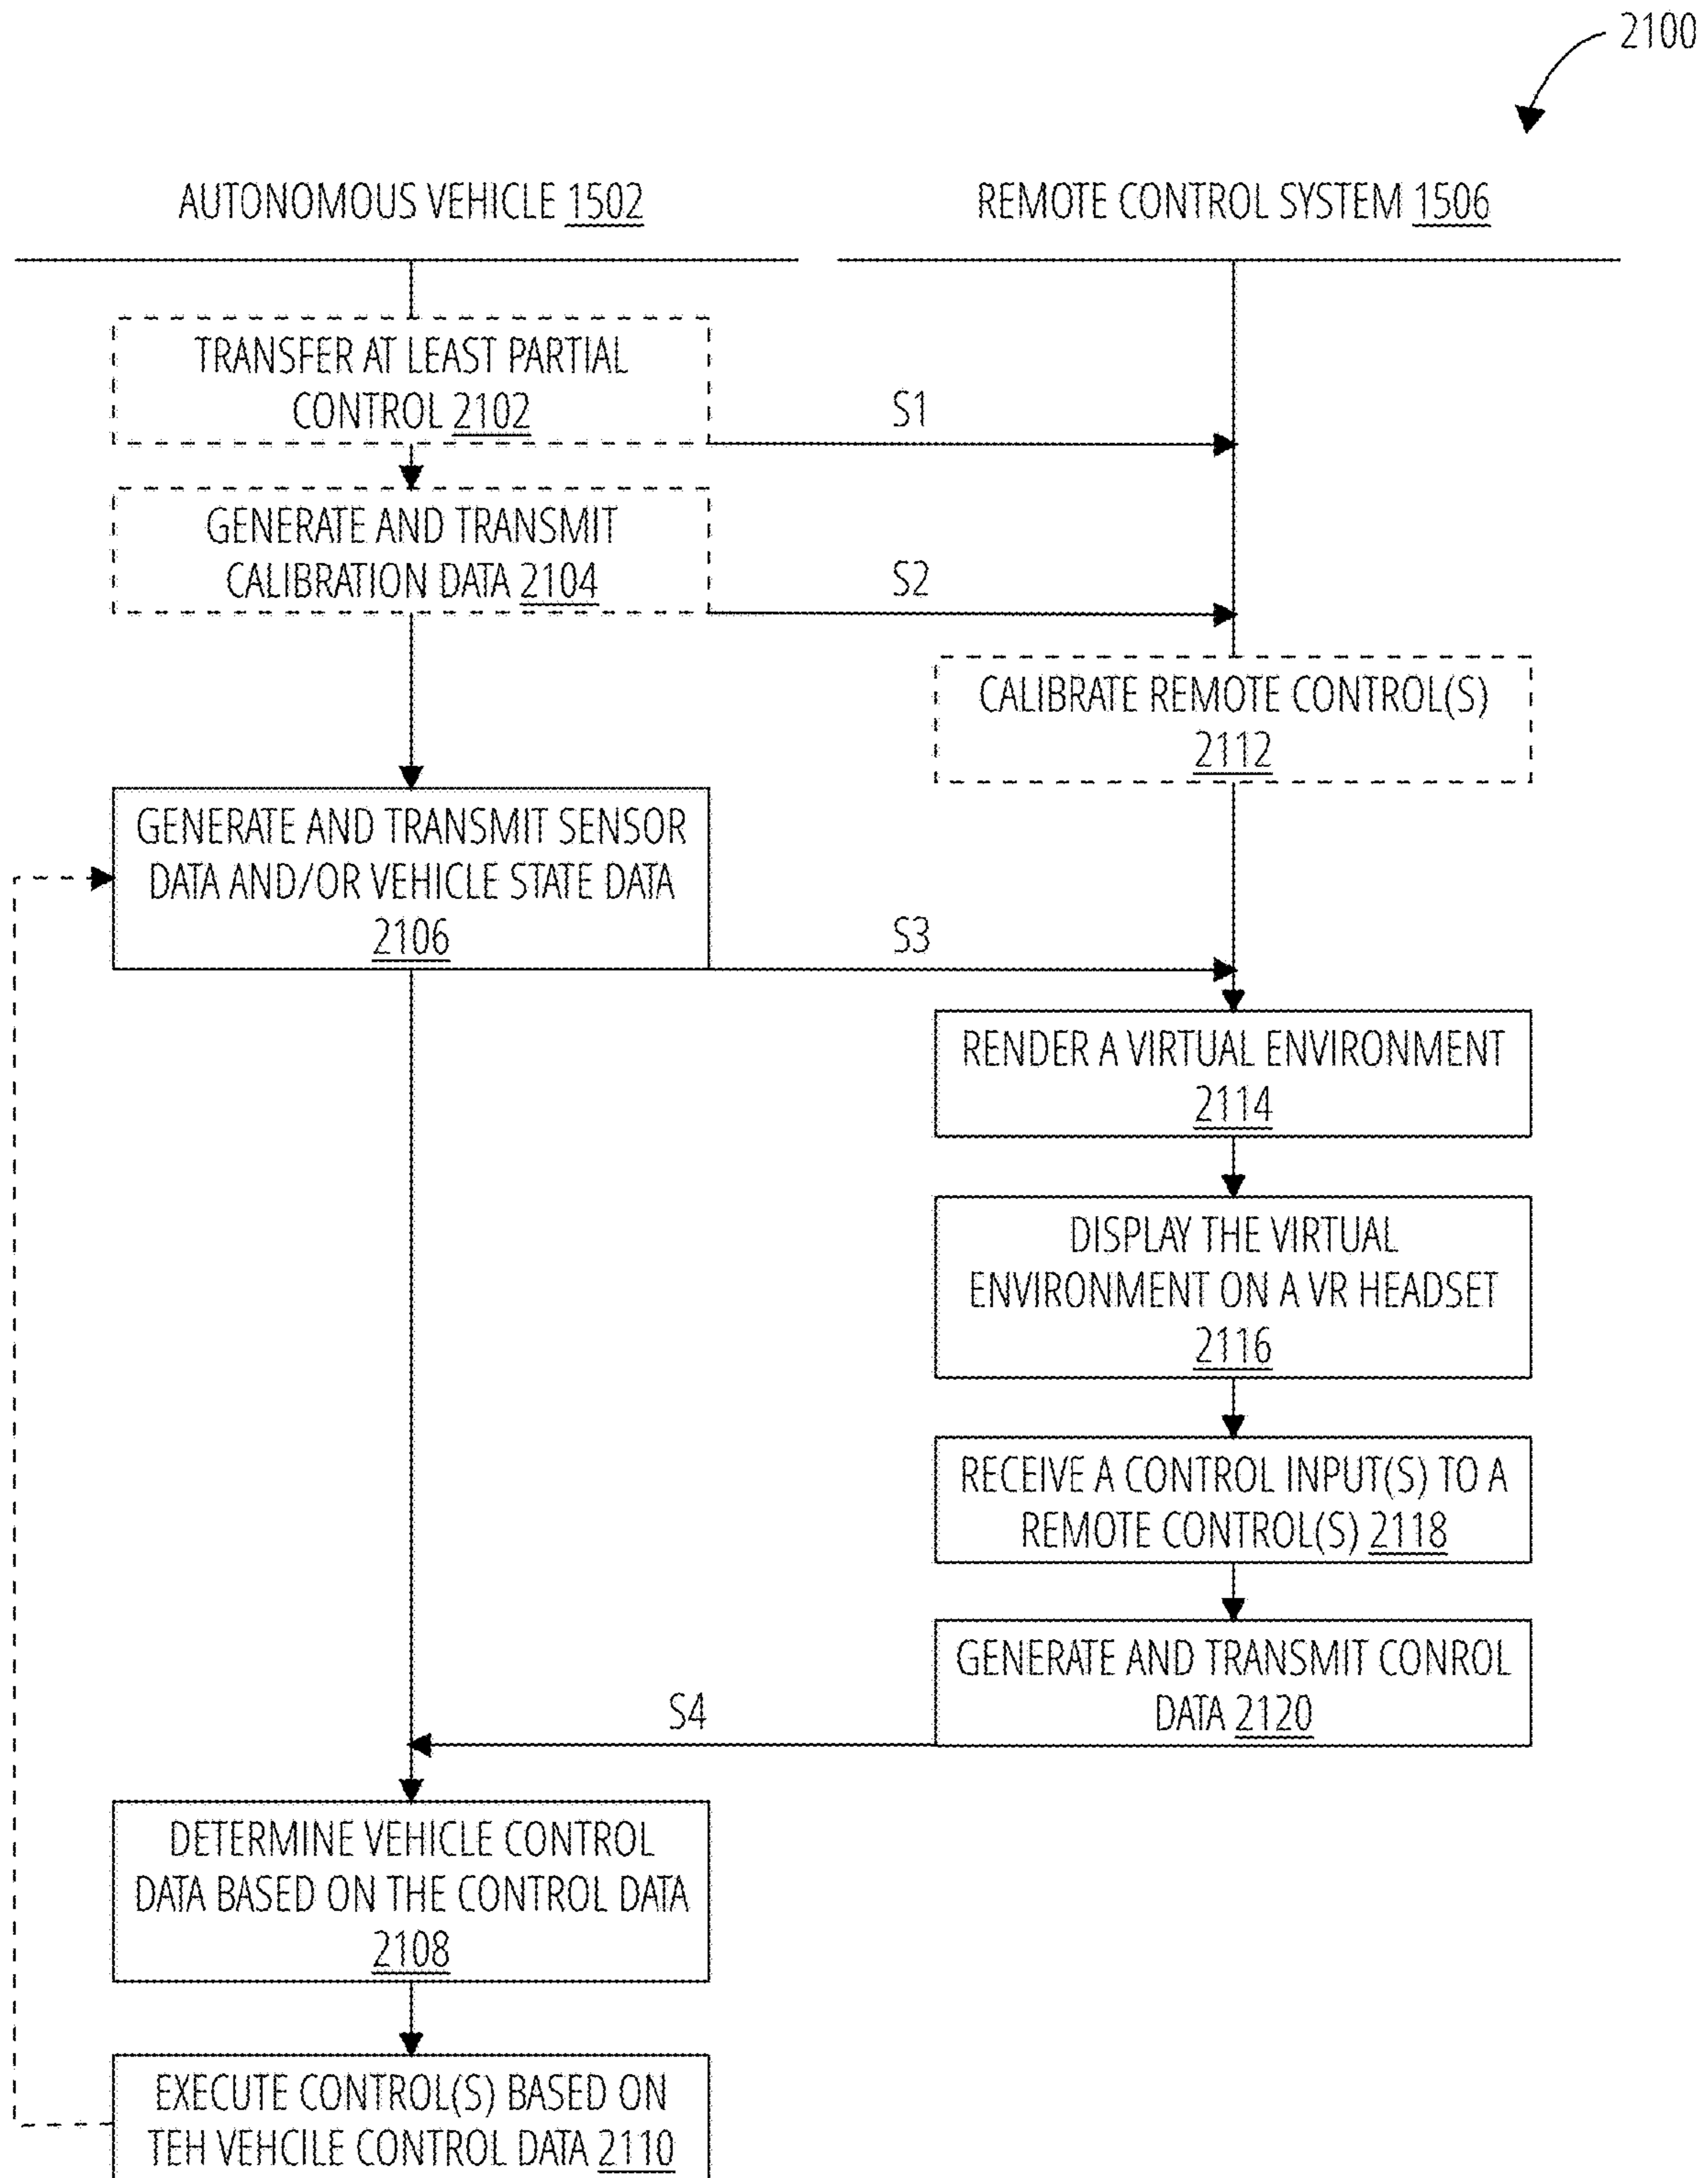 2100
AUTONOMOUS VEHICLE 1502
REMOTE CONTROL SYSTEM 1506
TRANSFER AT LEAST PARTIAL
CONTROL 2102
S1
GENERATE AND TRANSMIT
CALIBRATION DATA 2104
S2
CALIBRATE REMOTE CONTROL(S)
2112
GENERATE AND TRANSMIT SENSOR
DATA AND/OR VEHICLE STATE DATA
2106
S3
RENDER A VIRTUAL ENVIRONMENT
2114
DISPLAY THE VIRTUAL
ENVIRONMENT ON A VR HEADSET
2116
RECEIVE A CONTROL INPUT(S) TO A
REMOTE CONTROL(S) 2118
GENERATE AND TRANSMIT CONROL
DATA 2120
S4
DETERMINE VEHICLE CONTROL
DATA BASED ON THE CONTROL DATA
2108
EXECUTE CONTROL(S) BASED ON
TEH VEHCILE CONTROL DATA 2110